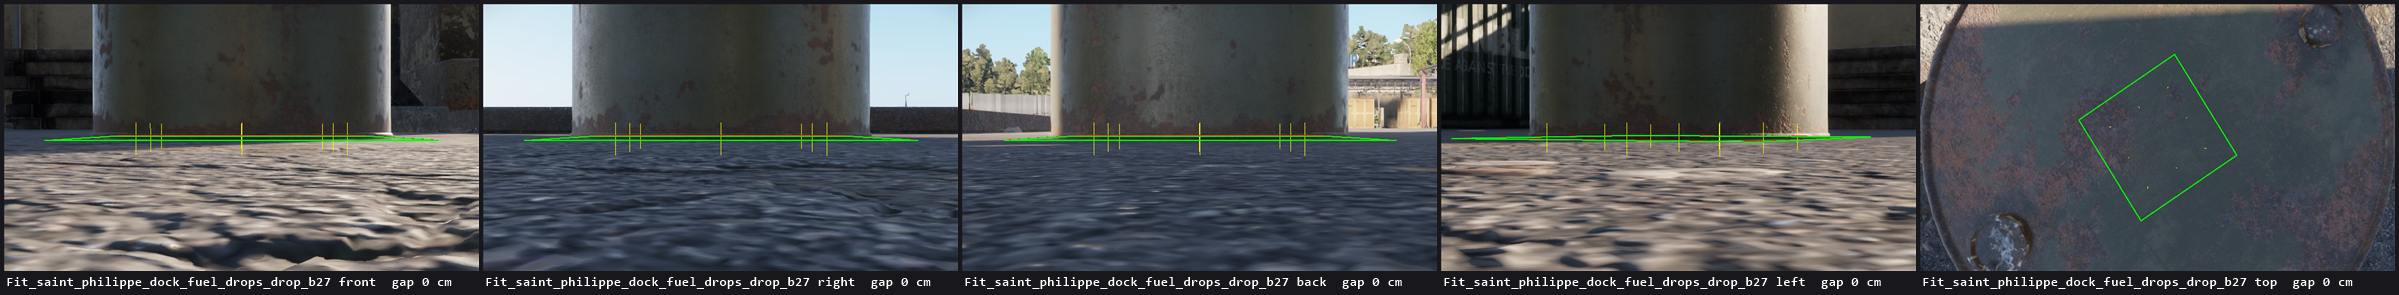 Fit_saint_philippe_dock_fuel_drops_drop_b27 front  gap 0 cm
Fit_saint_philippe_dock_fuel_drops_drop_b27 right  gap 0 cm
Fit_saint_philippe_dock_fuel_drops_drop_b27 back  gap 0 cm
Fit_saint_philippe_dock_fuel_drops_drop_b27 left  gap 0 cm
Fit_saint_philippe_dock_fuel_drops_drop_b27 top  gap 0 cm